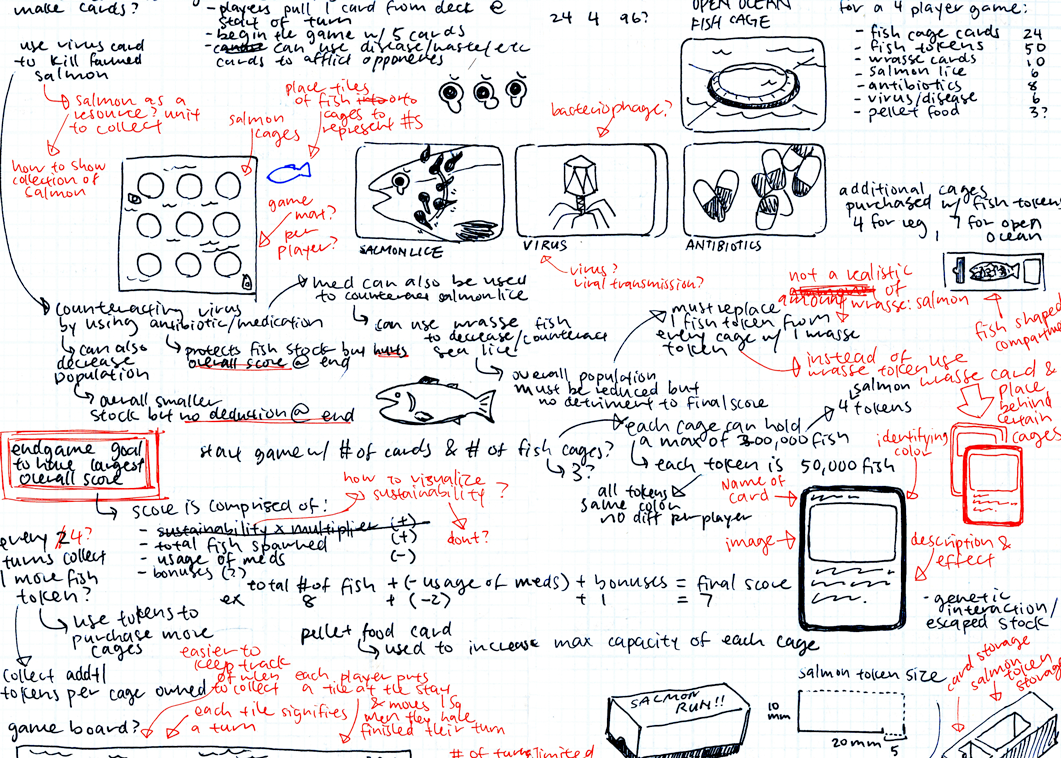 make cards?
- players pull 1 card from deck @
start of turn
- begin the game w/ 5 cards
- cards can use disease/waste/etc
cards to afflict opponents
24 4 96?
OPEN OCEAN
FISH CAGE
for a 4 player game:
- fish cage cards 24
- fish tokens 50
- wrasse cards 10
- salmon lice 6
- antibiotics 8
- virus/disease 6
- pellet food 3?
use virus card
to kill farmed
salmon
salmon as a
resource? unit
to collect
how to show
collection of
salmon
salmon
cages
place tiles
of fish into onto
cages to
represent #s
game
mat?
per
player?
bacteriophage?
SALMON LICE
VIRUS
ANTIBIOTICS
virus?
viral transmission?
additional cages
purchased w/ fish tokens
4 for reg, 7 for open
ocean
fish shaped
compartment
not a realistic
amount of
wrasse: salmon
counteracting virus
by using antibiotic/medication
can also
decrease
population
overall smaller
stock but no deduction @ end
protects fish stock but hurts
overall score @ end
med can also be used
to counteract salmon lice
can use wrasse fish
to decrease/counteract
sea lice
overall population
must be reduced but
no detriment to final score
must replace
1 fish token from
every cage w/ 1 wrasse
token
instead of
wrasse token use
wrasse card &
place
behind
certain
cages
salmon
4 tokens
each cage can hold
a max of 200,000 fish
each token is 50,000 fish
all tokens
same color
no diff per player
start game w/ # of cards & # of fish cages?
3?
endgame goal
to have largest
overall score
score is comprised of:
- sustainability x multiplier (+)
- total fish spawned (+)
- usage of meds (-)
- bonuses (?)
how to visualize
sustainability?
dont?
total # of fish + (- usage of meds) + bonuses = final score
ex 8 + (-2) + 1 = 7
every 24?
turns collect
1 more fish
token?
use tokens to
purchase more
cages
collect addtl
tokens per cage owned
pellet food card
used to increase max capacity of each cage
name of
card
image
identifying
color
description &
effect
- genetic
interaction/
escaped stock
easier to
keep track
of when
to collect
each tile signifies
a turn
each player puts
a tile at the start
& moves 1 sq
when they have
finished their turn
game board?
# of turns limited
SALMON
RUN!!
salmon token size
10
mm
20mm
5
card storage
salmon token
storage